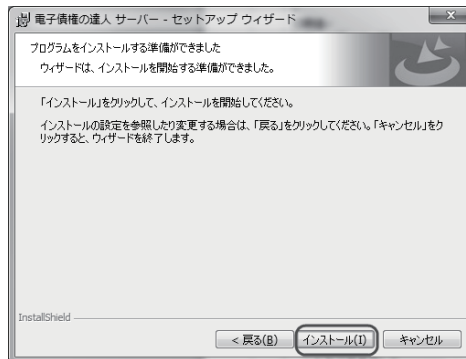 電子債権の達人 サーバー - セットアップ ウィザード
プログラムをインストールする準備ができました
ウィザードは、インストールを開始する準備ができました。
「インストール」をクリックして、インストールを開始してください。
インストールの設定を参照したり変更する場合は、「戻る」をクリックしてください。「キャンセル」をク
リックすると、ウィザードを終了します。
InstallShield
< 戻る(B) インストール(I) キャンセル